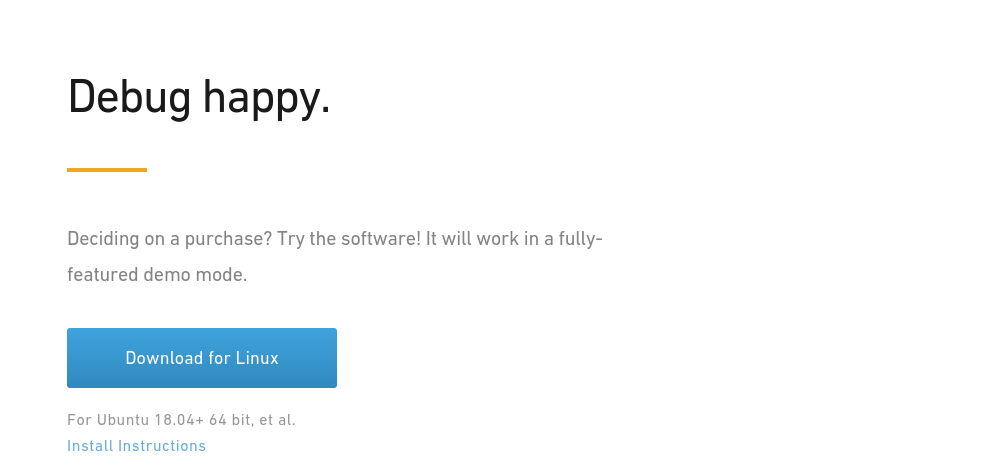 Debug happy.
Deciding on a purchase? Try the software! It will work in a fully-
featured demo mode.
Download for Linux
For Ubuntu 18.04+ 64 bit, et al.
Install Instructions